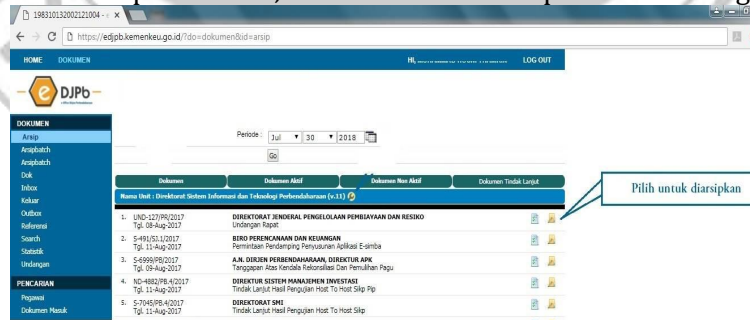 198310132002121004 - e
https://edjpb.kemenkeu.go.id/?do=dokumen&id=arsip
HOME DOKUMEN HI, LOG OUT
e DJPb
DOKUMEN
Arsip
Arsipbatch
Arsipbatch
Dok
Inbox
Keluar
Outbox
Referensi
Search
Statistik
Undangan
PENCARIAN
Pegawai
Dokumen Masuk
Periode : Jul 30 2018
Go
Dokumen Dokumen Aktif Dokumen Non Aktif Dokumen Tindak Lanjut
Nama Unit : Direktorat Sistem Informasi dan Teknologi Perbendaharaan (v.11)
1. UND-127/PR/2017 DIREKTORAT JENDERAL PENGELOLAAN PEMBIAYAAN DAN RESIKO
Tgl. 08-Aug-2017 Undangan Rapat
2. S-491/SJ.1/2017 BIRO PERENCANAAN DAN KEUANGAN
Tgl. 11-Aug-2017 Permintaan Pendamping Penyusunan Aplikasi E-simba
3. S-6999/PB/2017 A.N. DIRJEN PERBENDAHARAAN, DIREKTUR APK
Tgl. 09-Aug-2017 Tanggapan Atas Kendala Rekonsiliasi Dan Pemulihan Pagu
4. ND-4882/PB.4/2017 DIREKTUR SISTEM MANAJEMEN INVESTASI
Tgl. 11-Aug-2017 Tindak Lanjut Hasil Pengujian Host To Host Sikp Pip
5. S-7045/PB.4/2017 DIREKTORAT SMI
Tgl. 11-Aug-2017 Tindak Lanjut Hasil Pengujian Host To Host Sikp
Pilih untuk diarsipkan